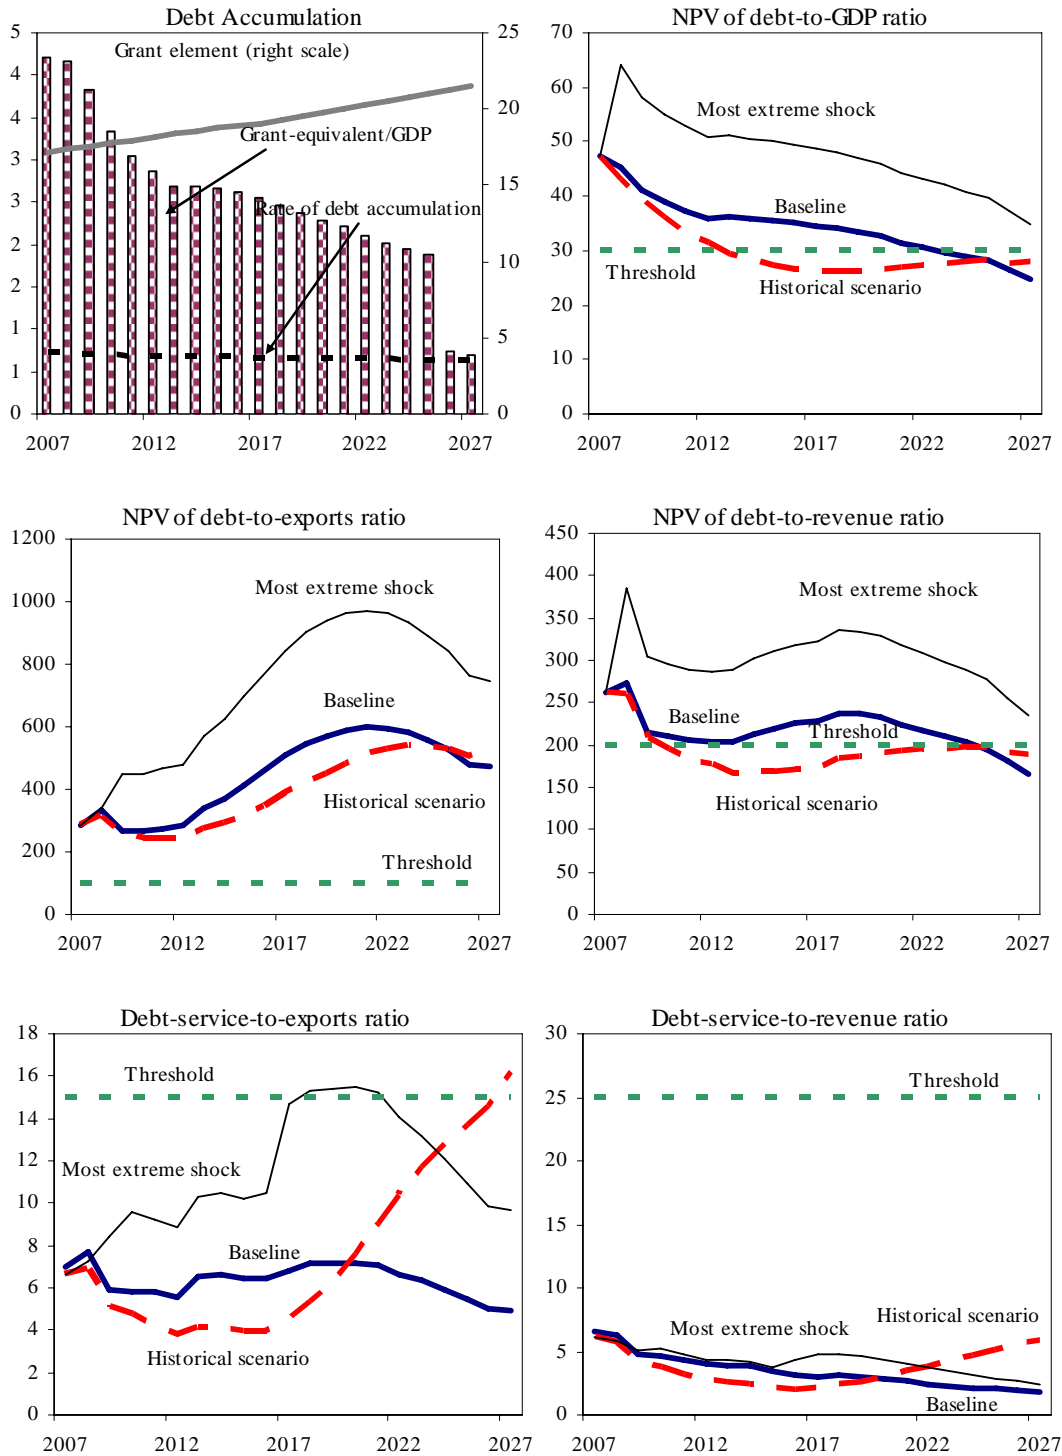 Debt Accumulation
5
4
4
3
3
2
2
1
1
0
25
20
15
10
5
0
Grant element (right scale)
Grant-equivalent/GDP
Rate of debt accumulation
2007 2012 2017 2022 2027
NPV of debt-to-GDP ratio
70
60
50
40
30
20
10
0
Most extreme shock
Baseline
Threshold
Historical scenario
2007 2012 2017 2022 2027
NPV of debt-to-exports ratio
1200
1000
800
600
400
200
0
Most extreme shock
Baseline
Historical scenario
Threshold
2007 2012 2017 2022 2027
NPV of debt-to-revenue ratio
450
400
350
300
250
200
150
100
50
0
Most extreme shock
Baseline
Threshold
Historical scenario
2007 2012 2017 2022 2027
Debt-service-to-exports ratio
18
16
14
12
10
8
6
4
2
0
Threshold
Most extreme shock
Baseline
Historical scenario
2007 2012 2017 2022 2027
Debt-service-to-revenue ratio
30
25
20
15
10
5
0
Threshold
Historical scenario
Most extreme shock
Baseline
2007 2012 2017 2022 2027